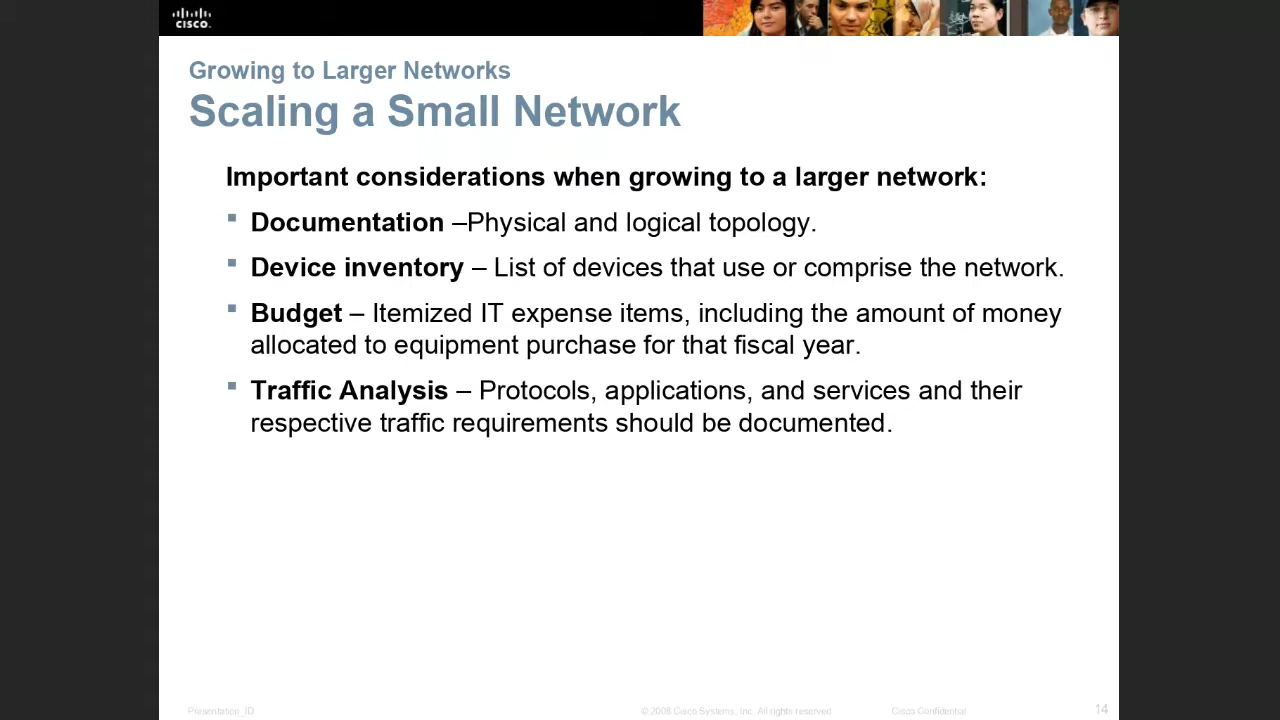 CISCO.
Growing to Larger Networks
Scaling a Small Network
Important considerations when growing to a larger network:
▪ Documentation –Physical and logical topology.
▪ Device inventory – List of devices that use or comprise the network.
▪ Budget – Itemized IT expense items, including the amount of money
allocated to equipment purchase for that fiscal year.
▪ Traffic Analysis – Protocols, applications, and services and their
respective traffic requirements should be documented.
Presentation_ID © 2008 Cisco Systems, Inc. All rights reserved Cisco Confidential 14